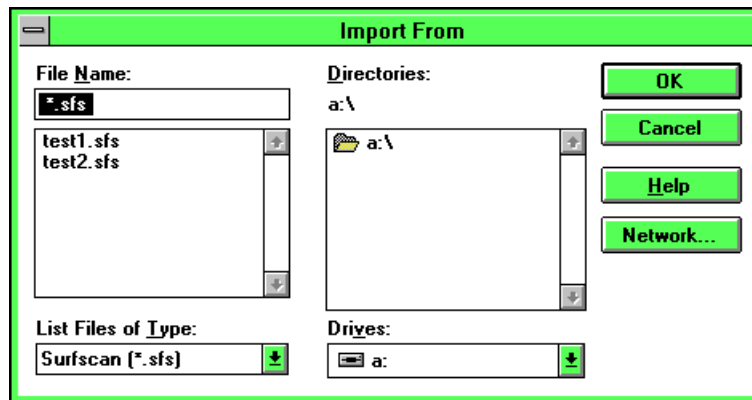 Import From
File Name:
*.sfs
test1.sfs
test2.sfs
List Files of Type:
Surfscan (*.sfs)
Directories:
a:\
a:\
Drives:
a:
OK
Cancel
Help
Network...